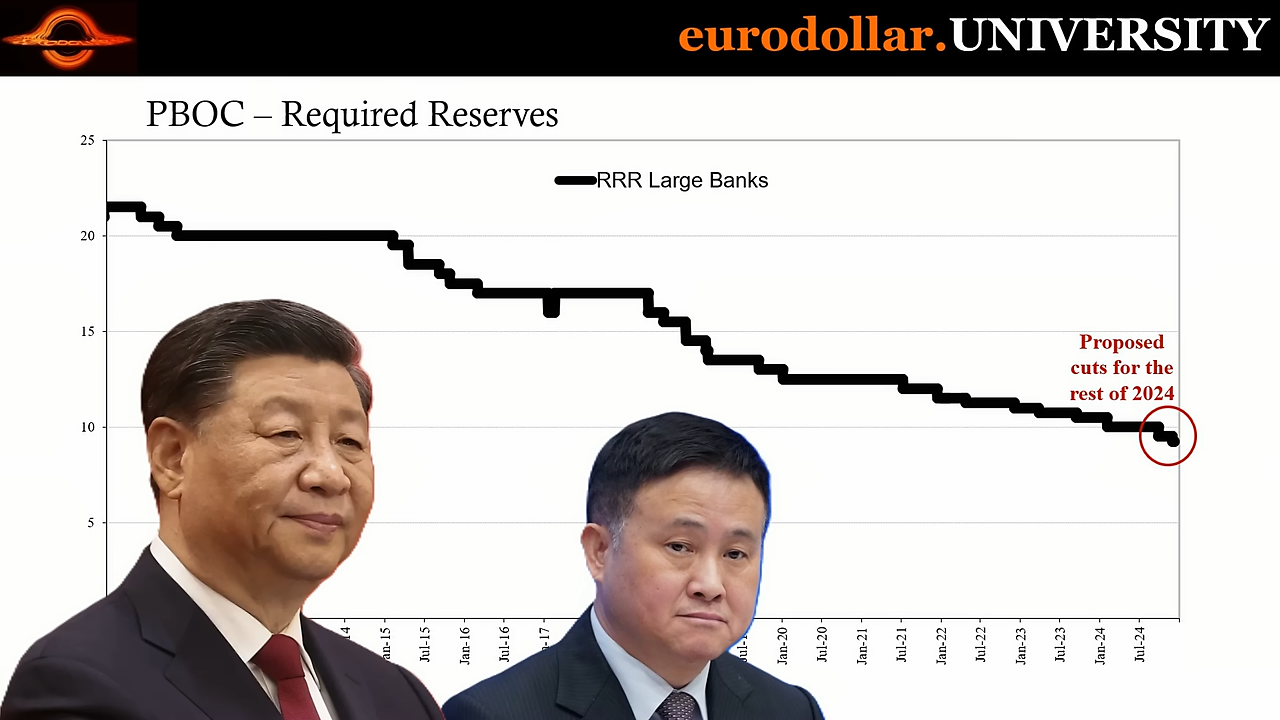 eurodollar.UNIVERSITY
PBOC – Required Reserves
25
RRR Large Banks
20
15
Proposed
cuts for the
rest of 2024
10
5
Jul-15
Jan-16
Jul-16
Jan-20
Jul-20
Jan-21
Jul-21
Jan-22
Jul-22
Jan-23
Jul-23
Jan-24
Jul-24